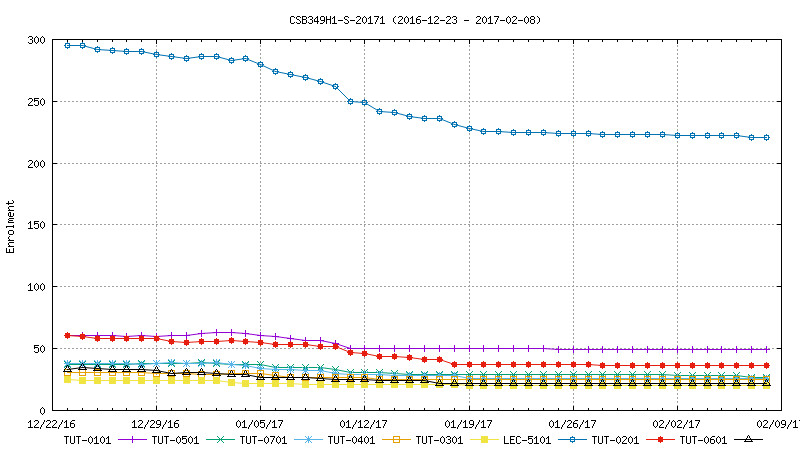 CSB349H1-S-20171 (2016-12-23 - 2017-02-08)
300
250
200
150
100
50
0
Enrolment
12/22/16 12/29/16 01/05/17 01/12/17 01/19/17 01/26/17 02/02/17 02/09/1
TUT-0101 TUT-0501 TUT-0701 TUT-0401 TUT-0301 LEC-5101 TUT-0201 TUT-0601